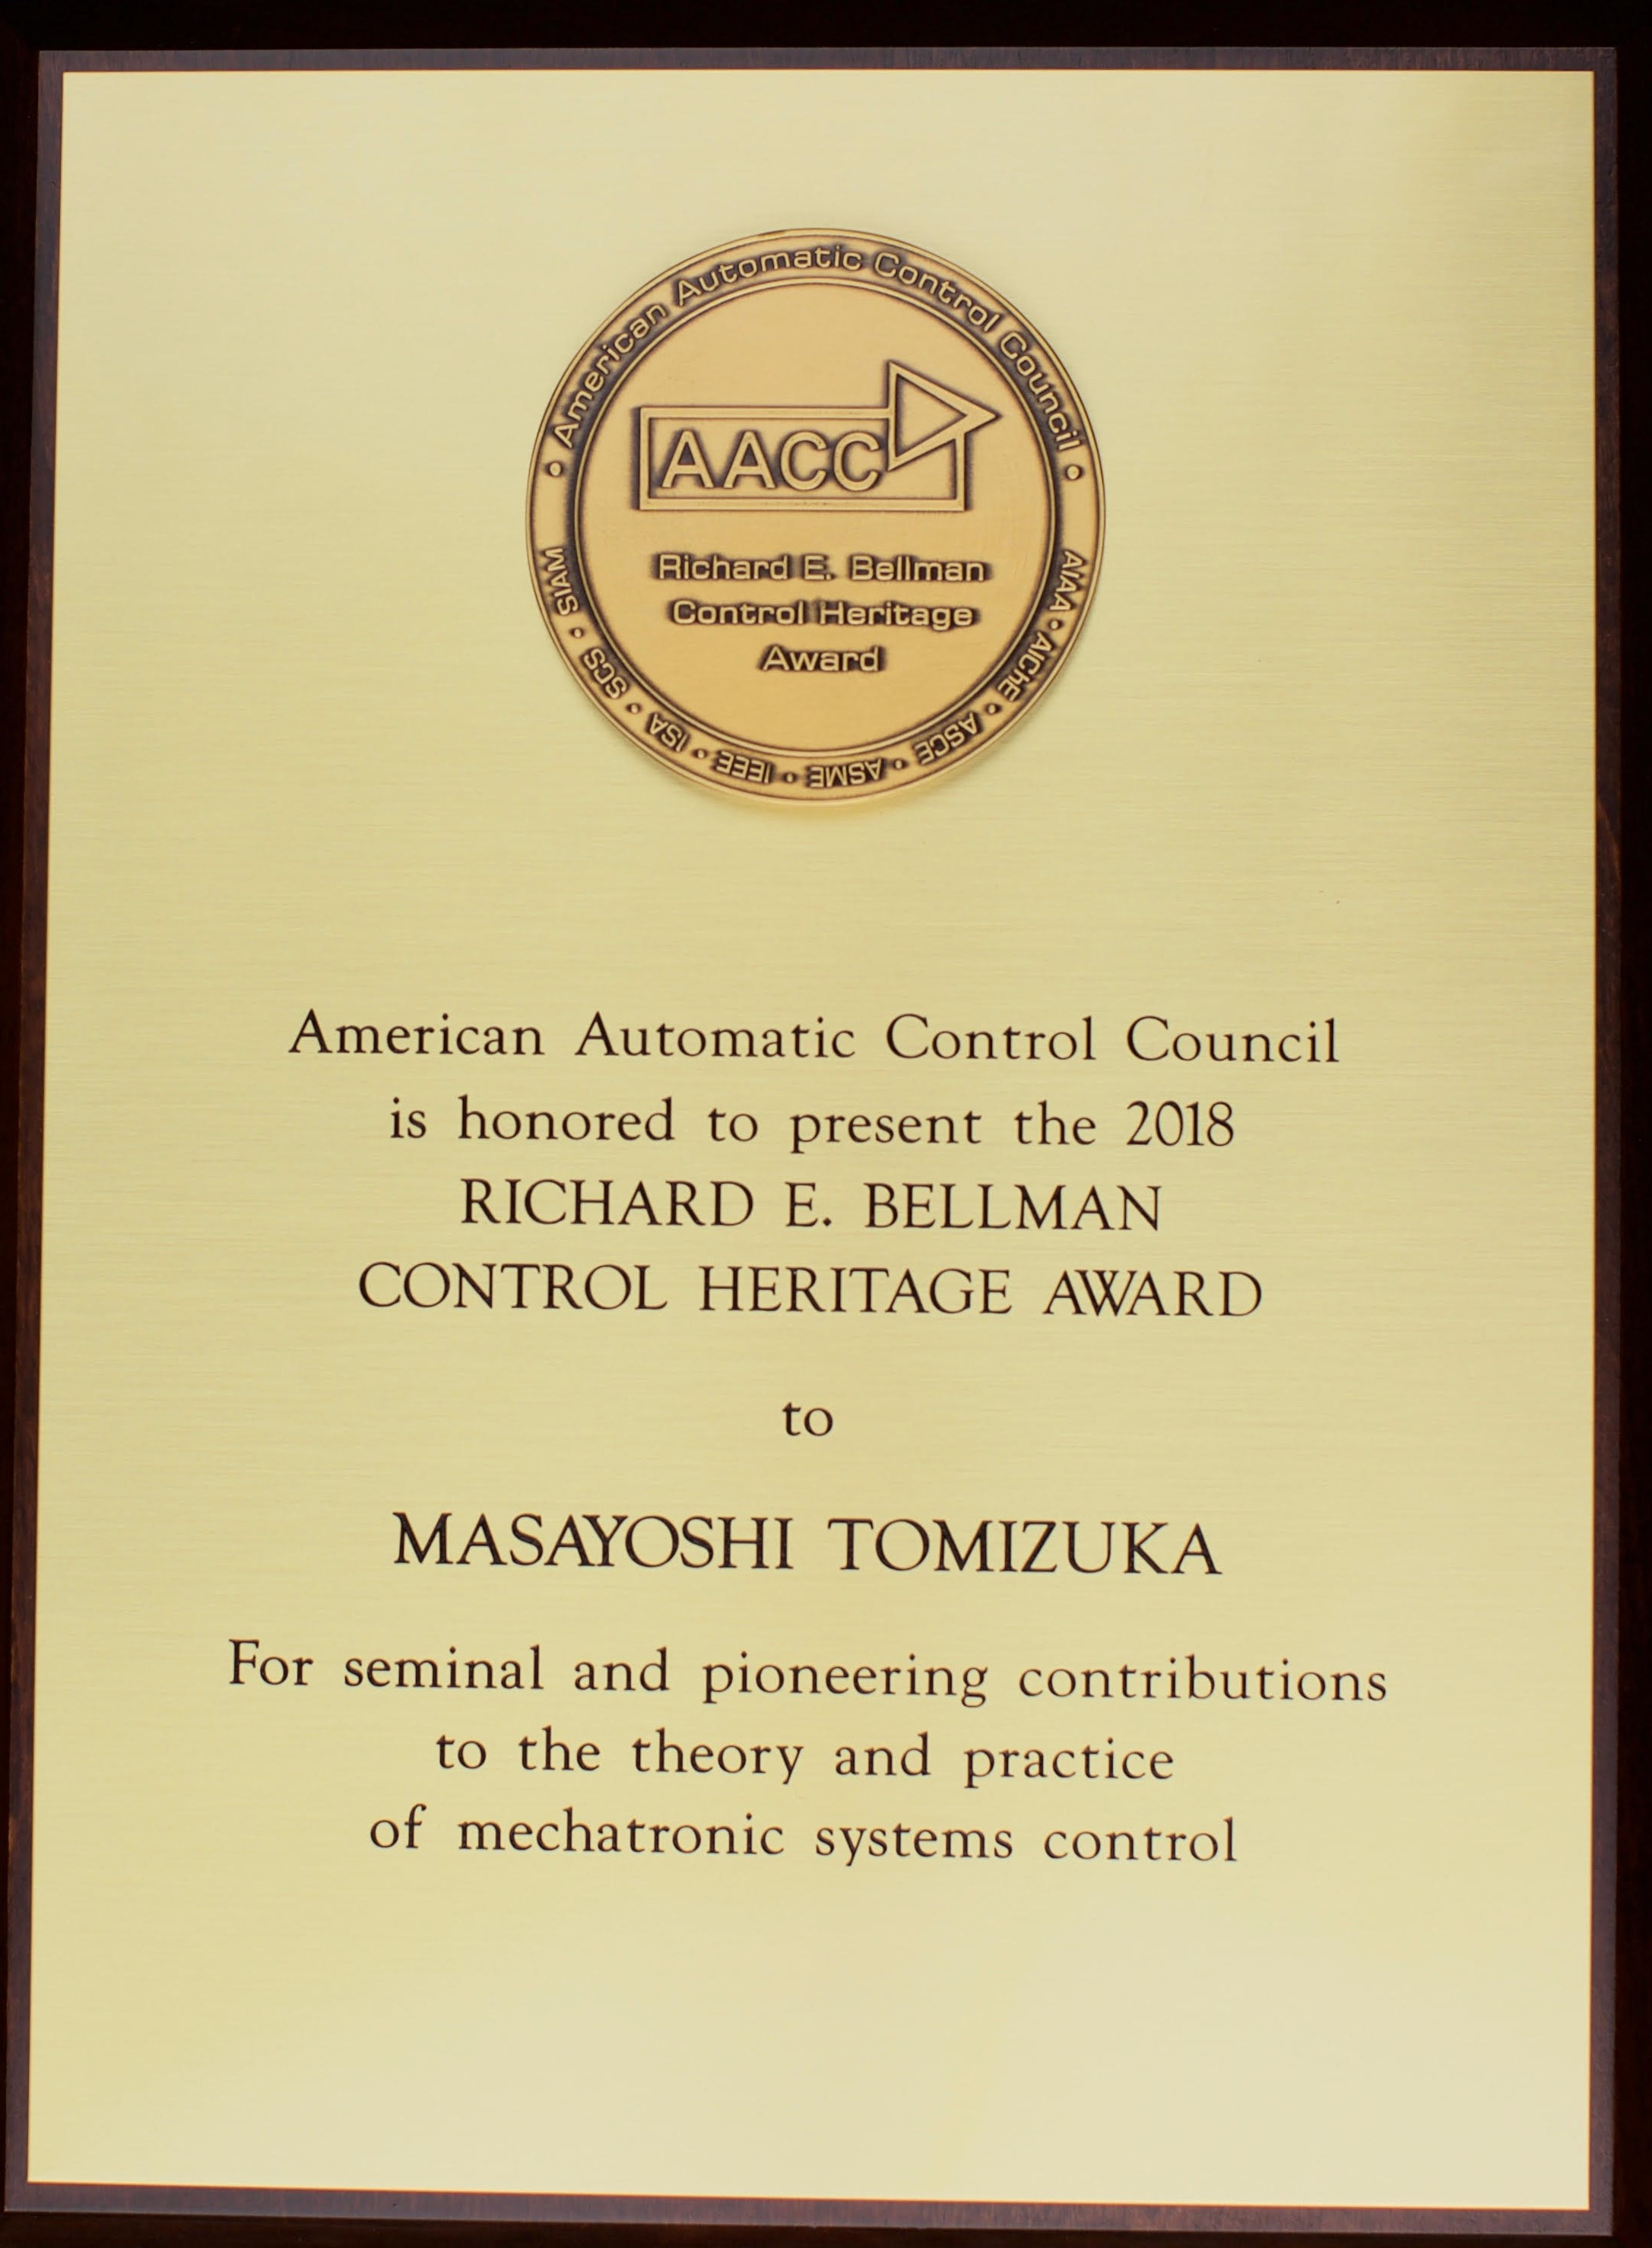 • American Automatic Control Council •
AACC
Richard E. Bellman
Control Heritage
Award
AIAA • AIChE • ASCE • ASME • IEEE • ISA • SCS • SIAM
American Automatic Control Council
is honored to present the 2018
RICHARD E. BELLMAN
CONTROL HERITAGE AWARD
to
MASAYOSHI TOMIZUKA
For seminal and pioneering contributions
to the theory and practice
of mechatronic systems control